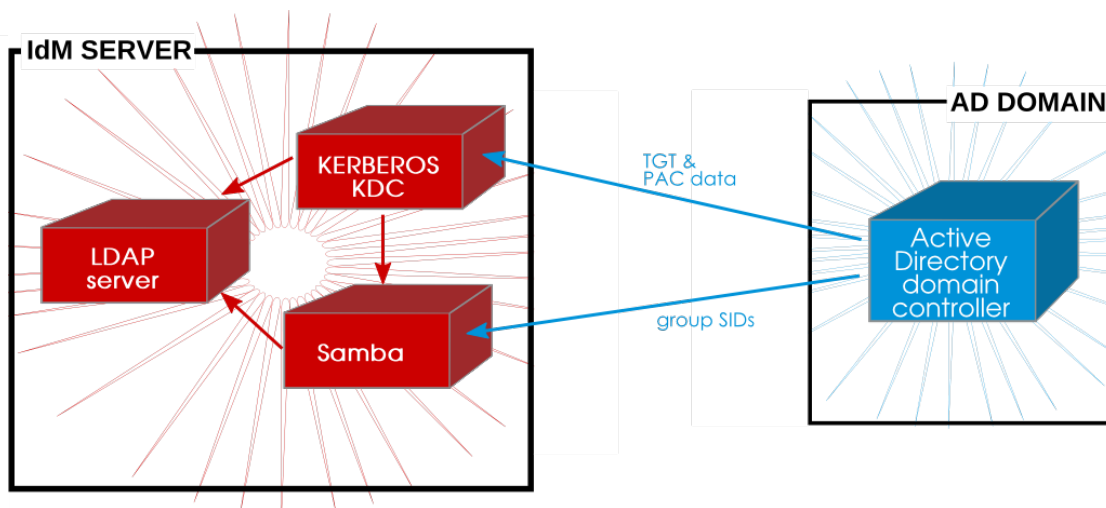 IdM SERVER
AD DOMAIN
KERBEROS
KDC
TGT &
PAC data
LDAP
server
Active
Directory
domain
controller
group SIDs
Samba